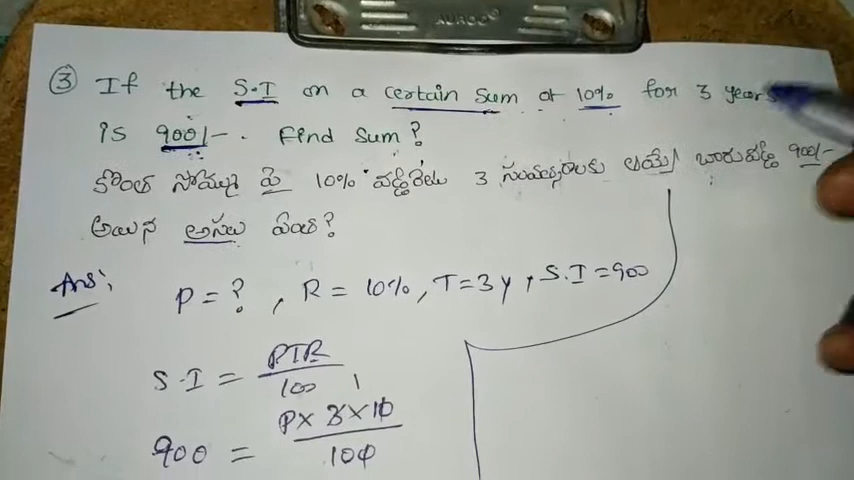 AUROCO
③ If the S.I on a certain sum at 10% for 3 years
is 900/- . Find Sum?
కొంత సొమ్ము పై 10% వడ్డీరేటు 3 సంవత్సరాలకు అయ్యే బారువడ్డీ 900/-
అయిన అసలు ఎంత?
Ans:
P = ? , R = 10% , T = 3y , S.I = 900
S.I = PTR / 100
900 = P × 3 × 10 / 100